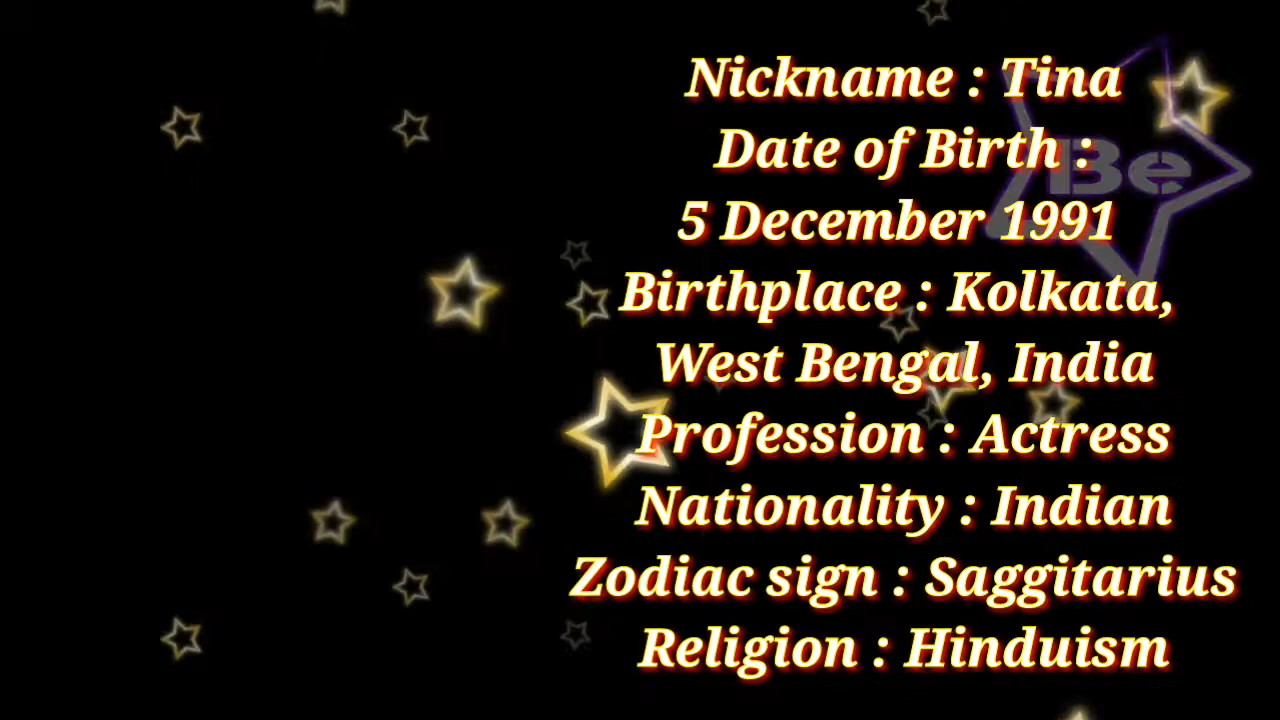 Nickname : Tina
Date of Birth :
5 December 1991
Birthplace : Kolkata,
West Bengal, India
Profession : Actress
Nationality : Indian
Zodiac sign : Saggitarius
Religion : Hinduism
Be